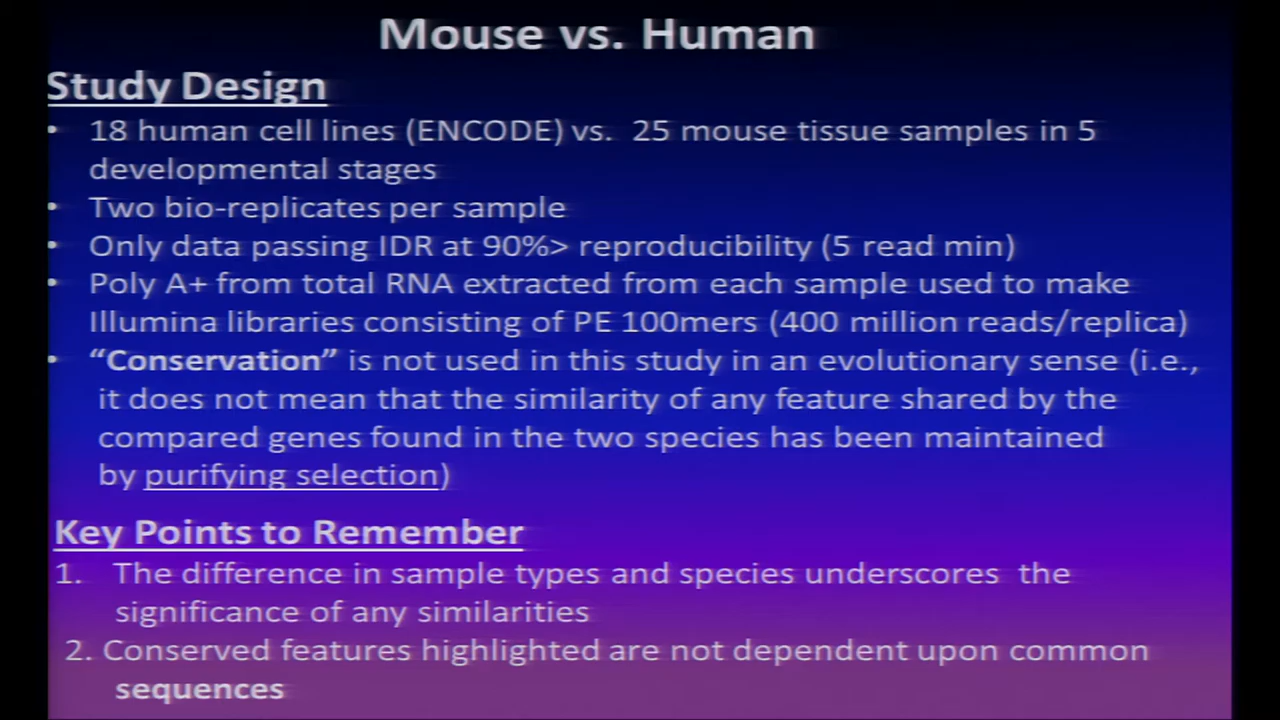 Mouse vs. Human
Study Design
• 18 human cell lines (ENCODE) vs.  25 mouse tissue samples in 5
developmental stages
• Two bio-replicates per sample
• Only data passing IDR at 90%> reproducibility (5 read min)
• Poly A+ from total RNA extracted from each sample used to make
Illumina libraries consisting of PE 100mers (400 million reads/replica)
• “Conservation” is not used in this study in an evolutionary sense (i.e.,
it does not mean that the similarity of any feature shared by the
compared genes found in the two species has been maintained
by purifying selection)
Key Points to Remember
1. The difference in sample types and species underscores  the
significance of any similarities
2. Conserved features highlighted are not dependent upon common
sequences